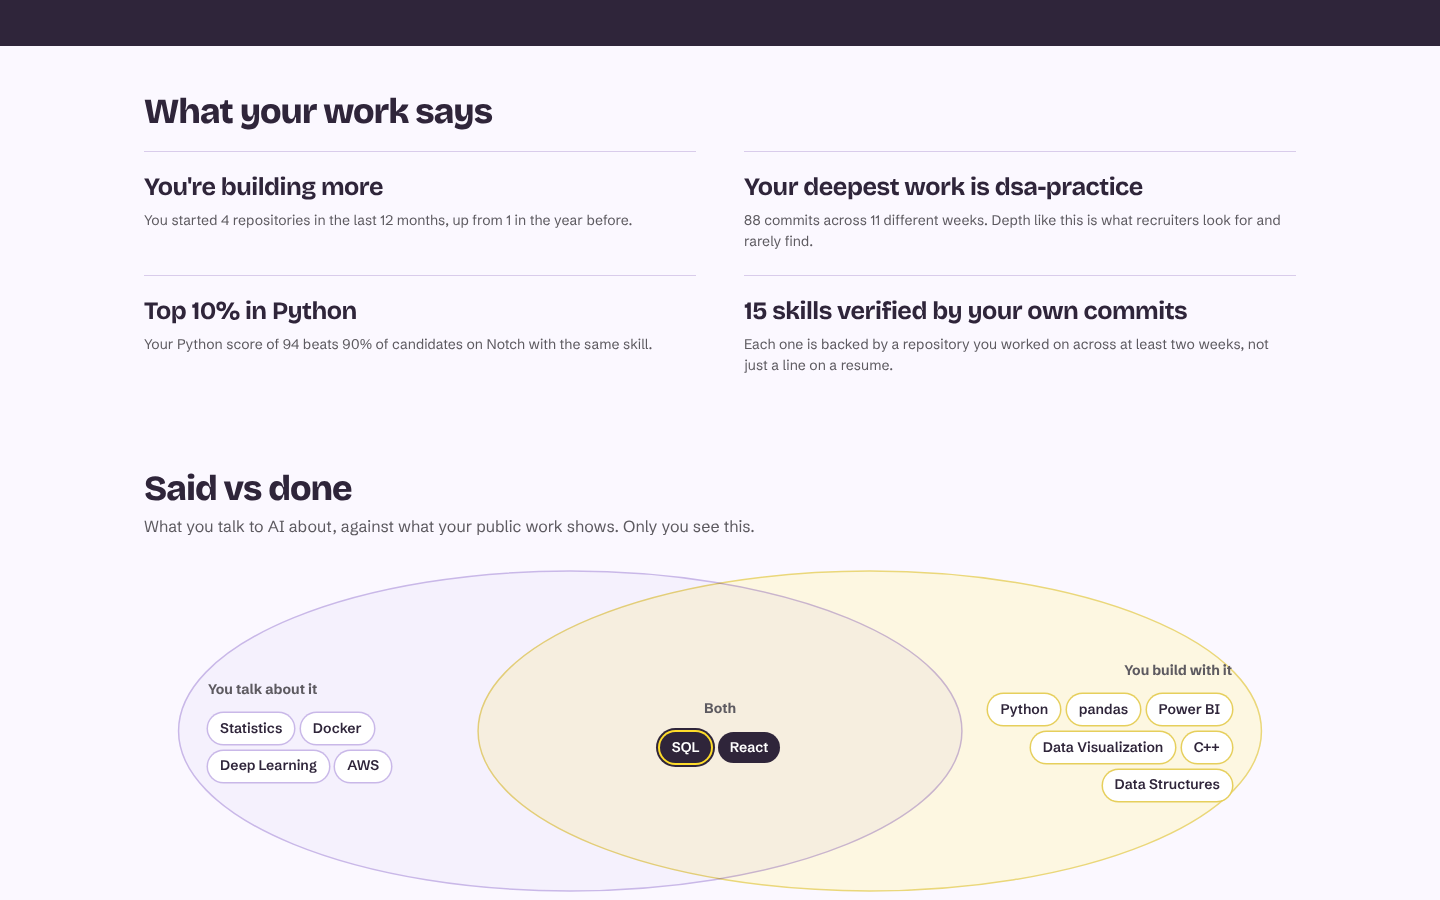 What your work says
You're building more
You started 4 repositories in the last 12 months, up from 1 in the year before.
Your deepest work is dsa-practice
88 commits across 11 different weeks. Depth like this is what recruiters look for and
rarely find.
Top 10% in Python
Your Python score of 94 beats 90% of candidates on Notch with the same skill.
15 skills verified by your own commits
Each one is backed by a repository you worked on across at least two weeks, not
just a line on a resume.
Said vs done
What you talk to AI about, against what your public work shows. Only you see this.
You talk about it
Statistics Docker
Deep Learning AWS
Both
SQL React
You build with it
Python pandas Power BI
Data Visualization C++
Data Structures